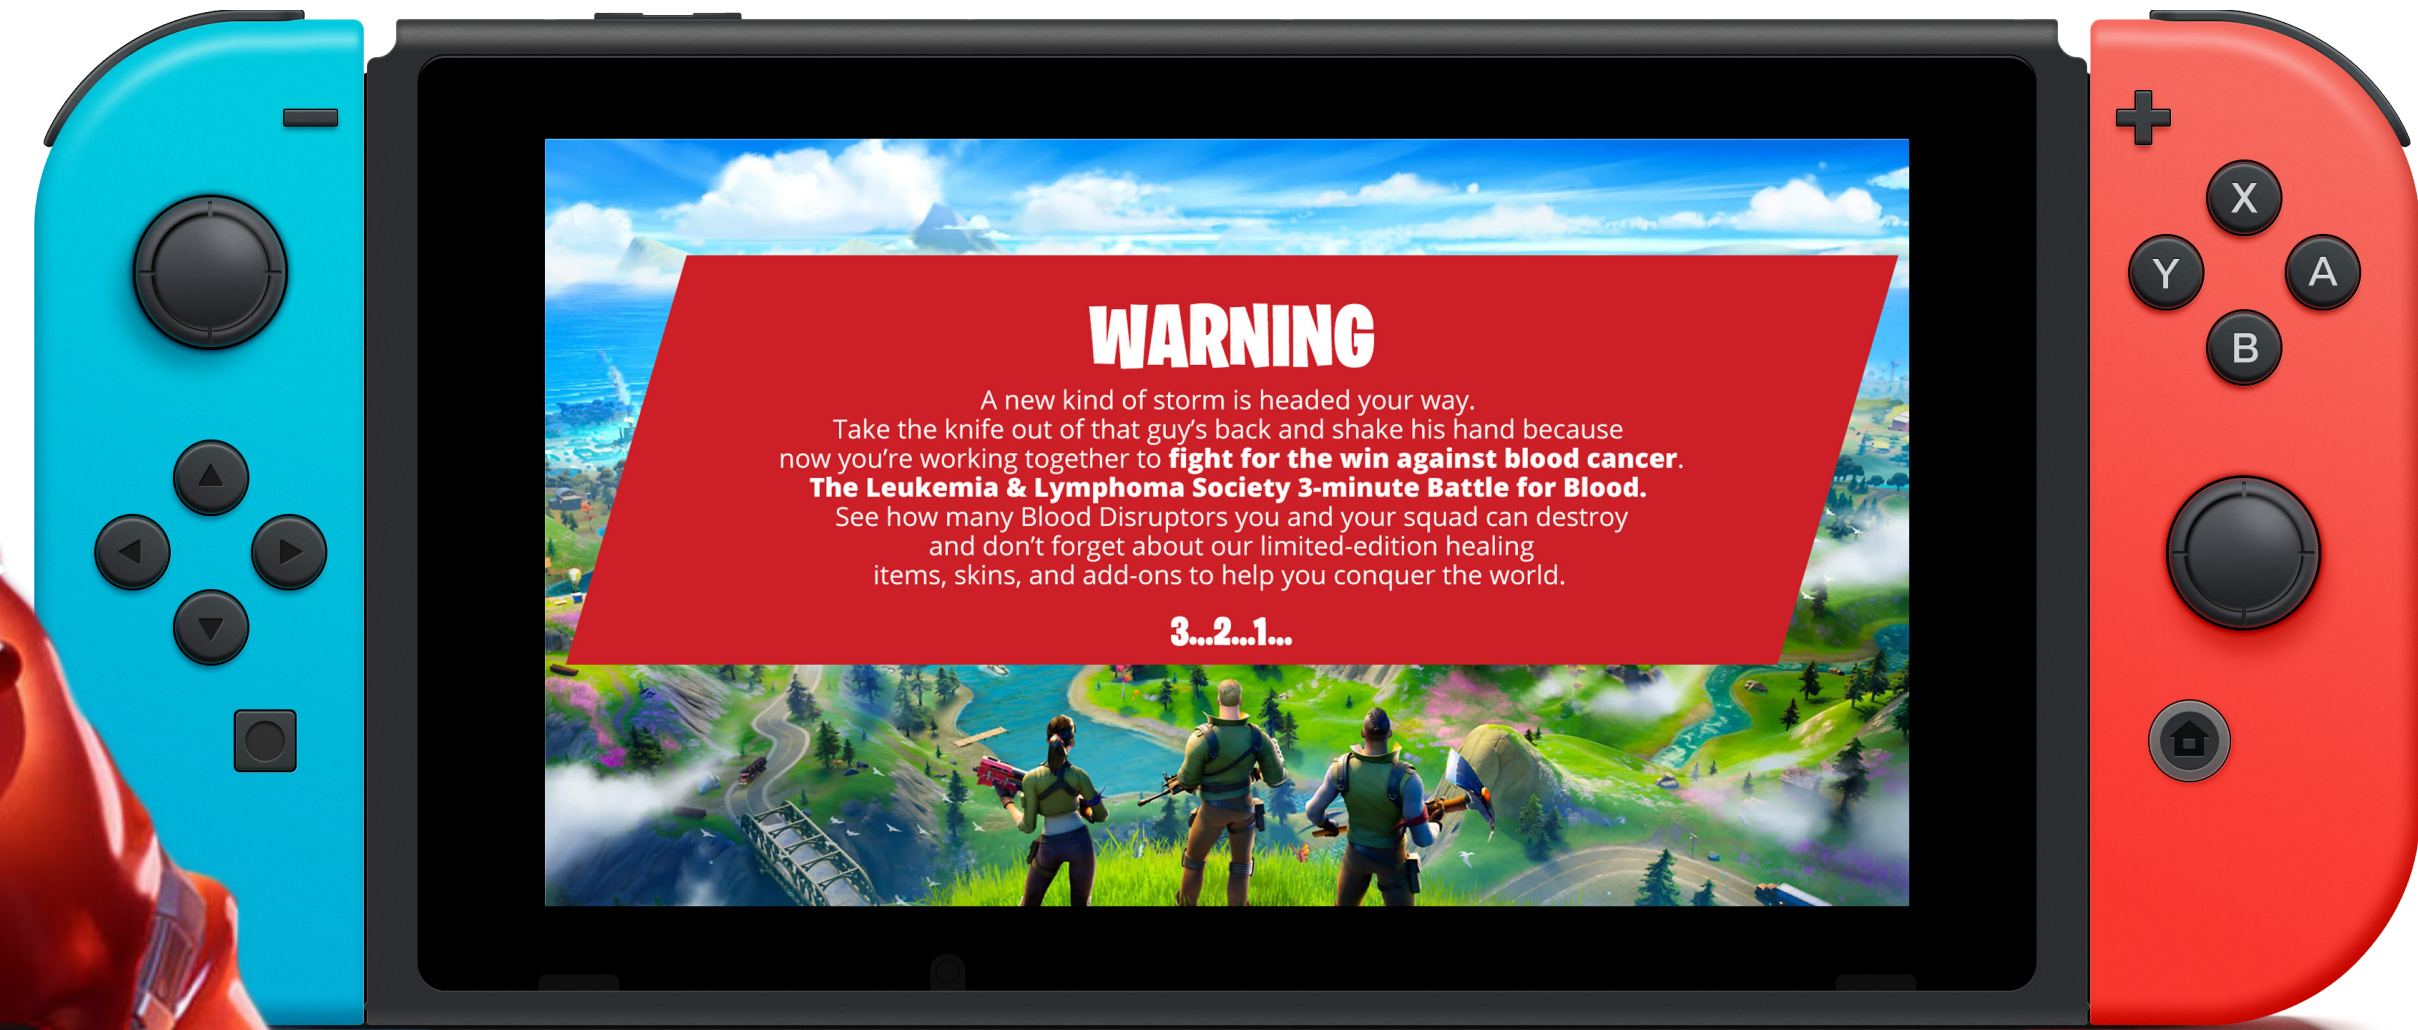 WARNING
A new kind of storm is headed your way.
Take the knife out of that guy's back and shake his hand because
now you're working together to fight for the win against blood cancer.
The Leukemia & Lymphoma Society 3-minute Battle for Blood.
See how many Blood Disruptors you and your squad can destroy
and don't forget about our limited-edition healing
items, skins, and add-ons to help you conquer the world.
3...2...1...
X
Y
A
B